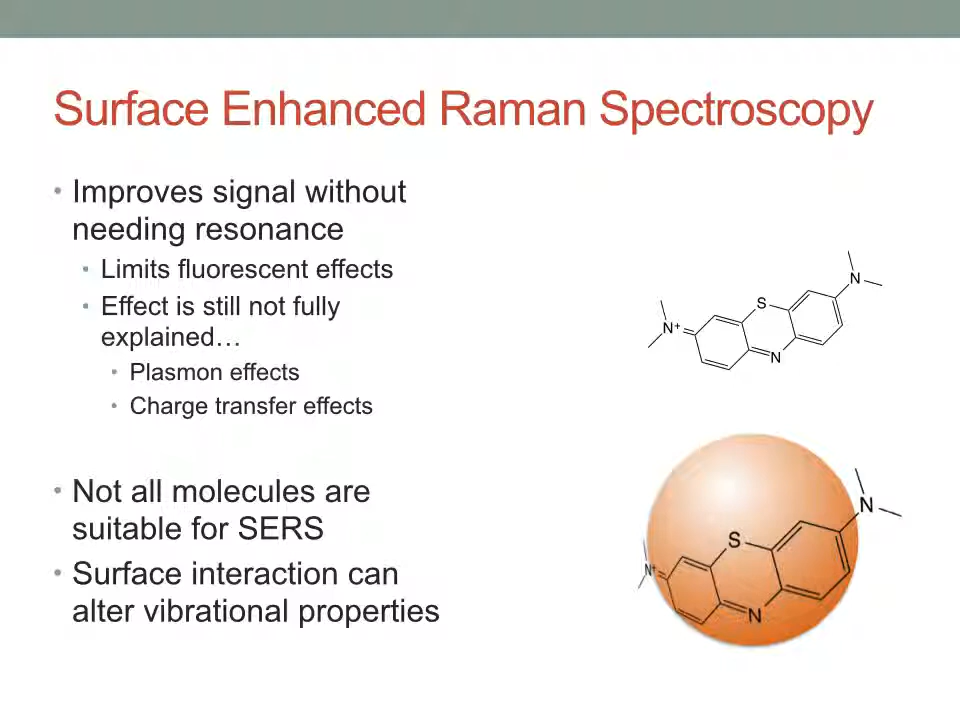 Surface Enhanced Raman Spectroscopy
• Improves signal without
needing resonance
• Limits fluorescent effects
• Effect is still not fully
explained…
• Plasmon effects
• Charge transfer effects
• Not all molecules are
suitable for SERS
• Surface interaction can
alter vibrational properties
N
S
N+
N
N
S
N+
N